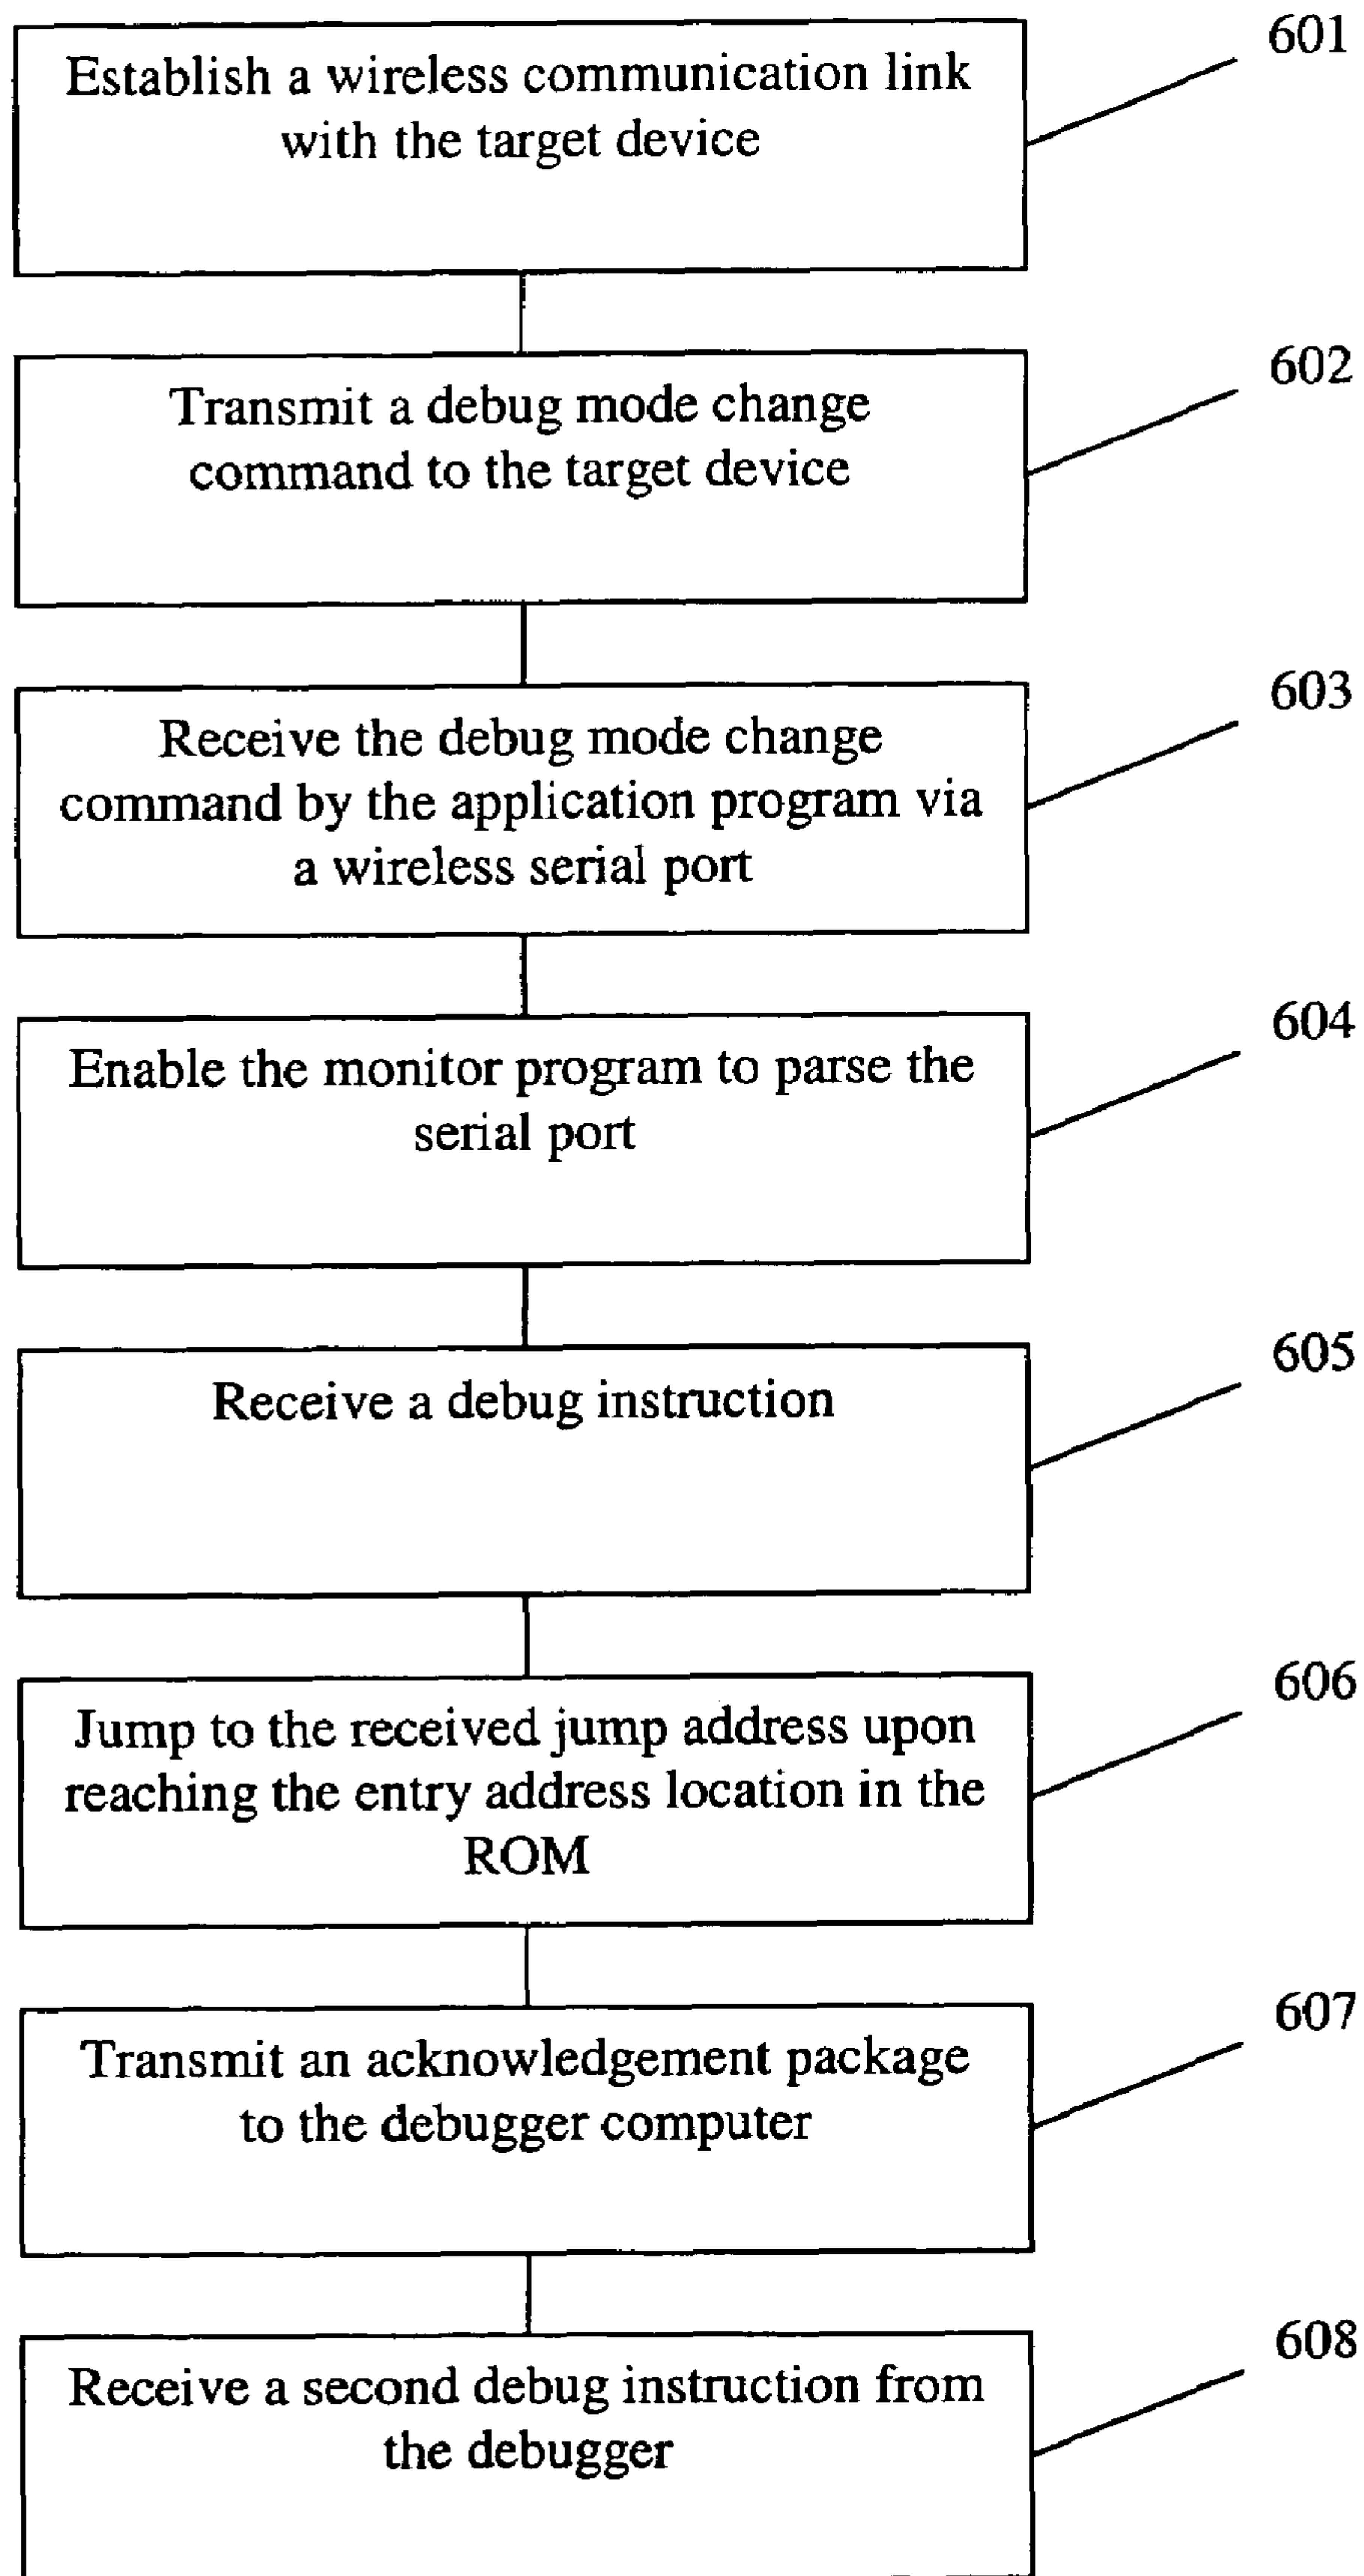 601
Establish a wireless communication link
with the target device
602
Transmit a debug mode change
command to the target device
603
Receive the debug mode change
command by the application program via
a wireless serial port
604
Enable the monitor program to parse the
serial port
605
Receive a debug instruction
606
Jump to the received jump address upon
reaching the entry address location in the
ROM
607
Transmit an acknowledgement package
to the debugger computer
608
Receive a second debug instruction from
the debugger